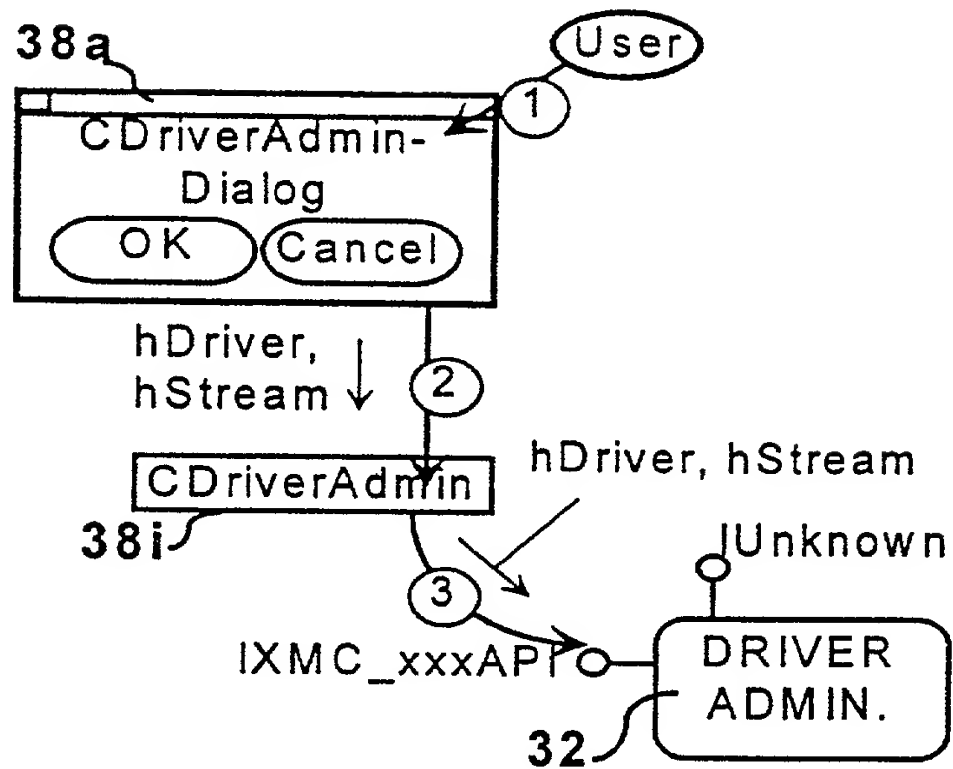 38a
User
1
CDriverAdmin-
Dialog
OK
Cancel
hDriver,
hStream
2
hDriver, hStream
CDriverAdmin
38i
IUnknown
3
IXMC_xxxAPI
DRIVER
ADMIN.
32